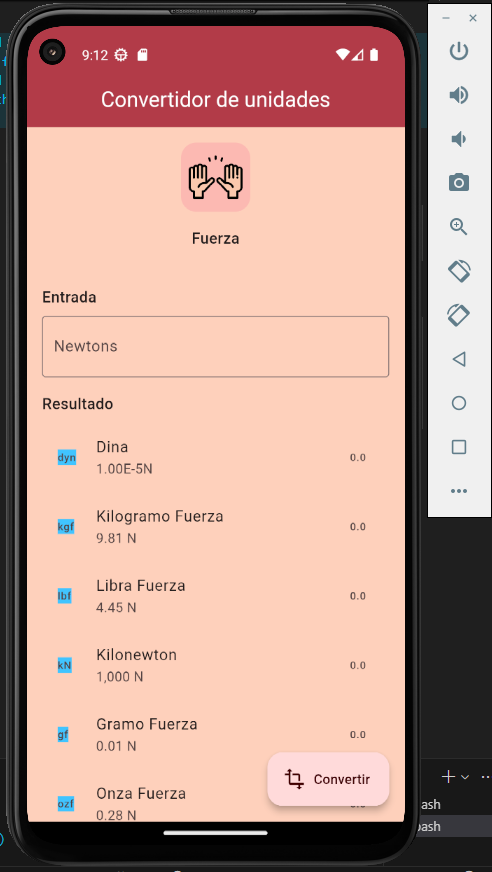 9:12
Convertidor de unidades
Fuerza
Entrada
Newtons
Resultado
dyn
Dina
1.00E-5N
0.0
kgf
Kilogramo Fuerza
9.81 N
0.0
lbf
Libra Fuerza
4.45 N
0.0
kN
Kilonewton
1,000 N
0.0
gf
Gramo Fuerza
0.01 N
0.0
ozf
Onza Fuerza
0.28 N
Convertir
ash
bash